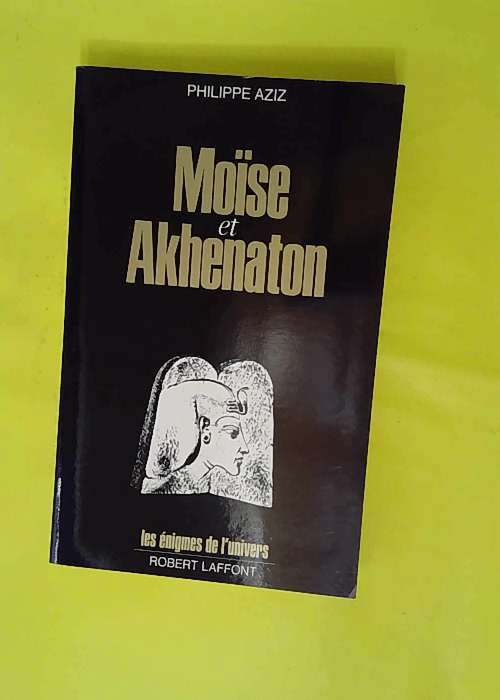 PHILIPPE AZIZ
Moïse
et
Akhenaton
les énigmes de l'univers
ROBERT LAFFONT